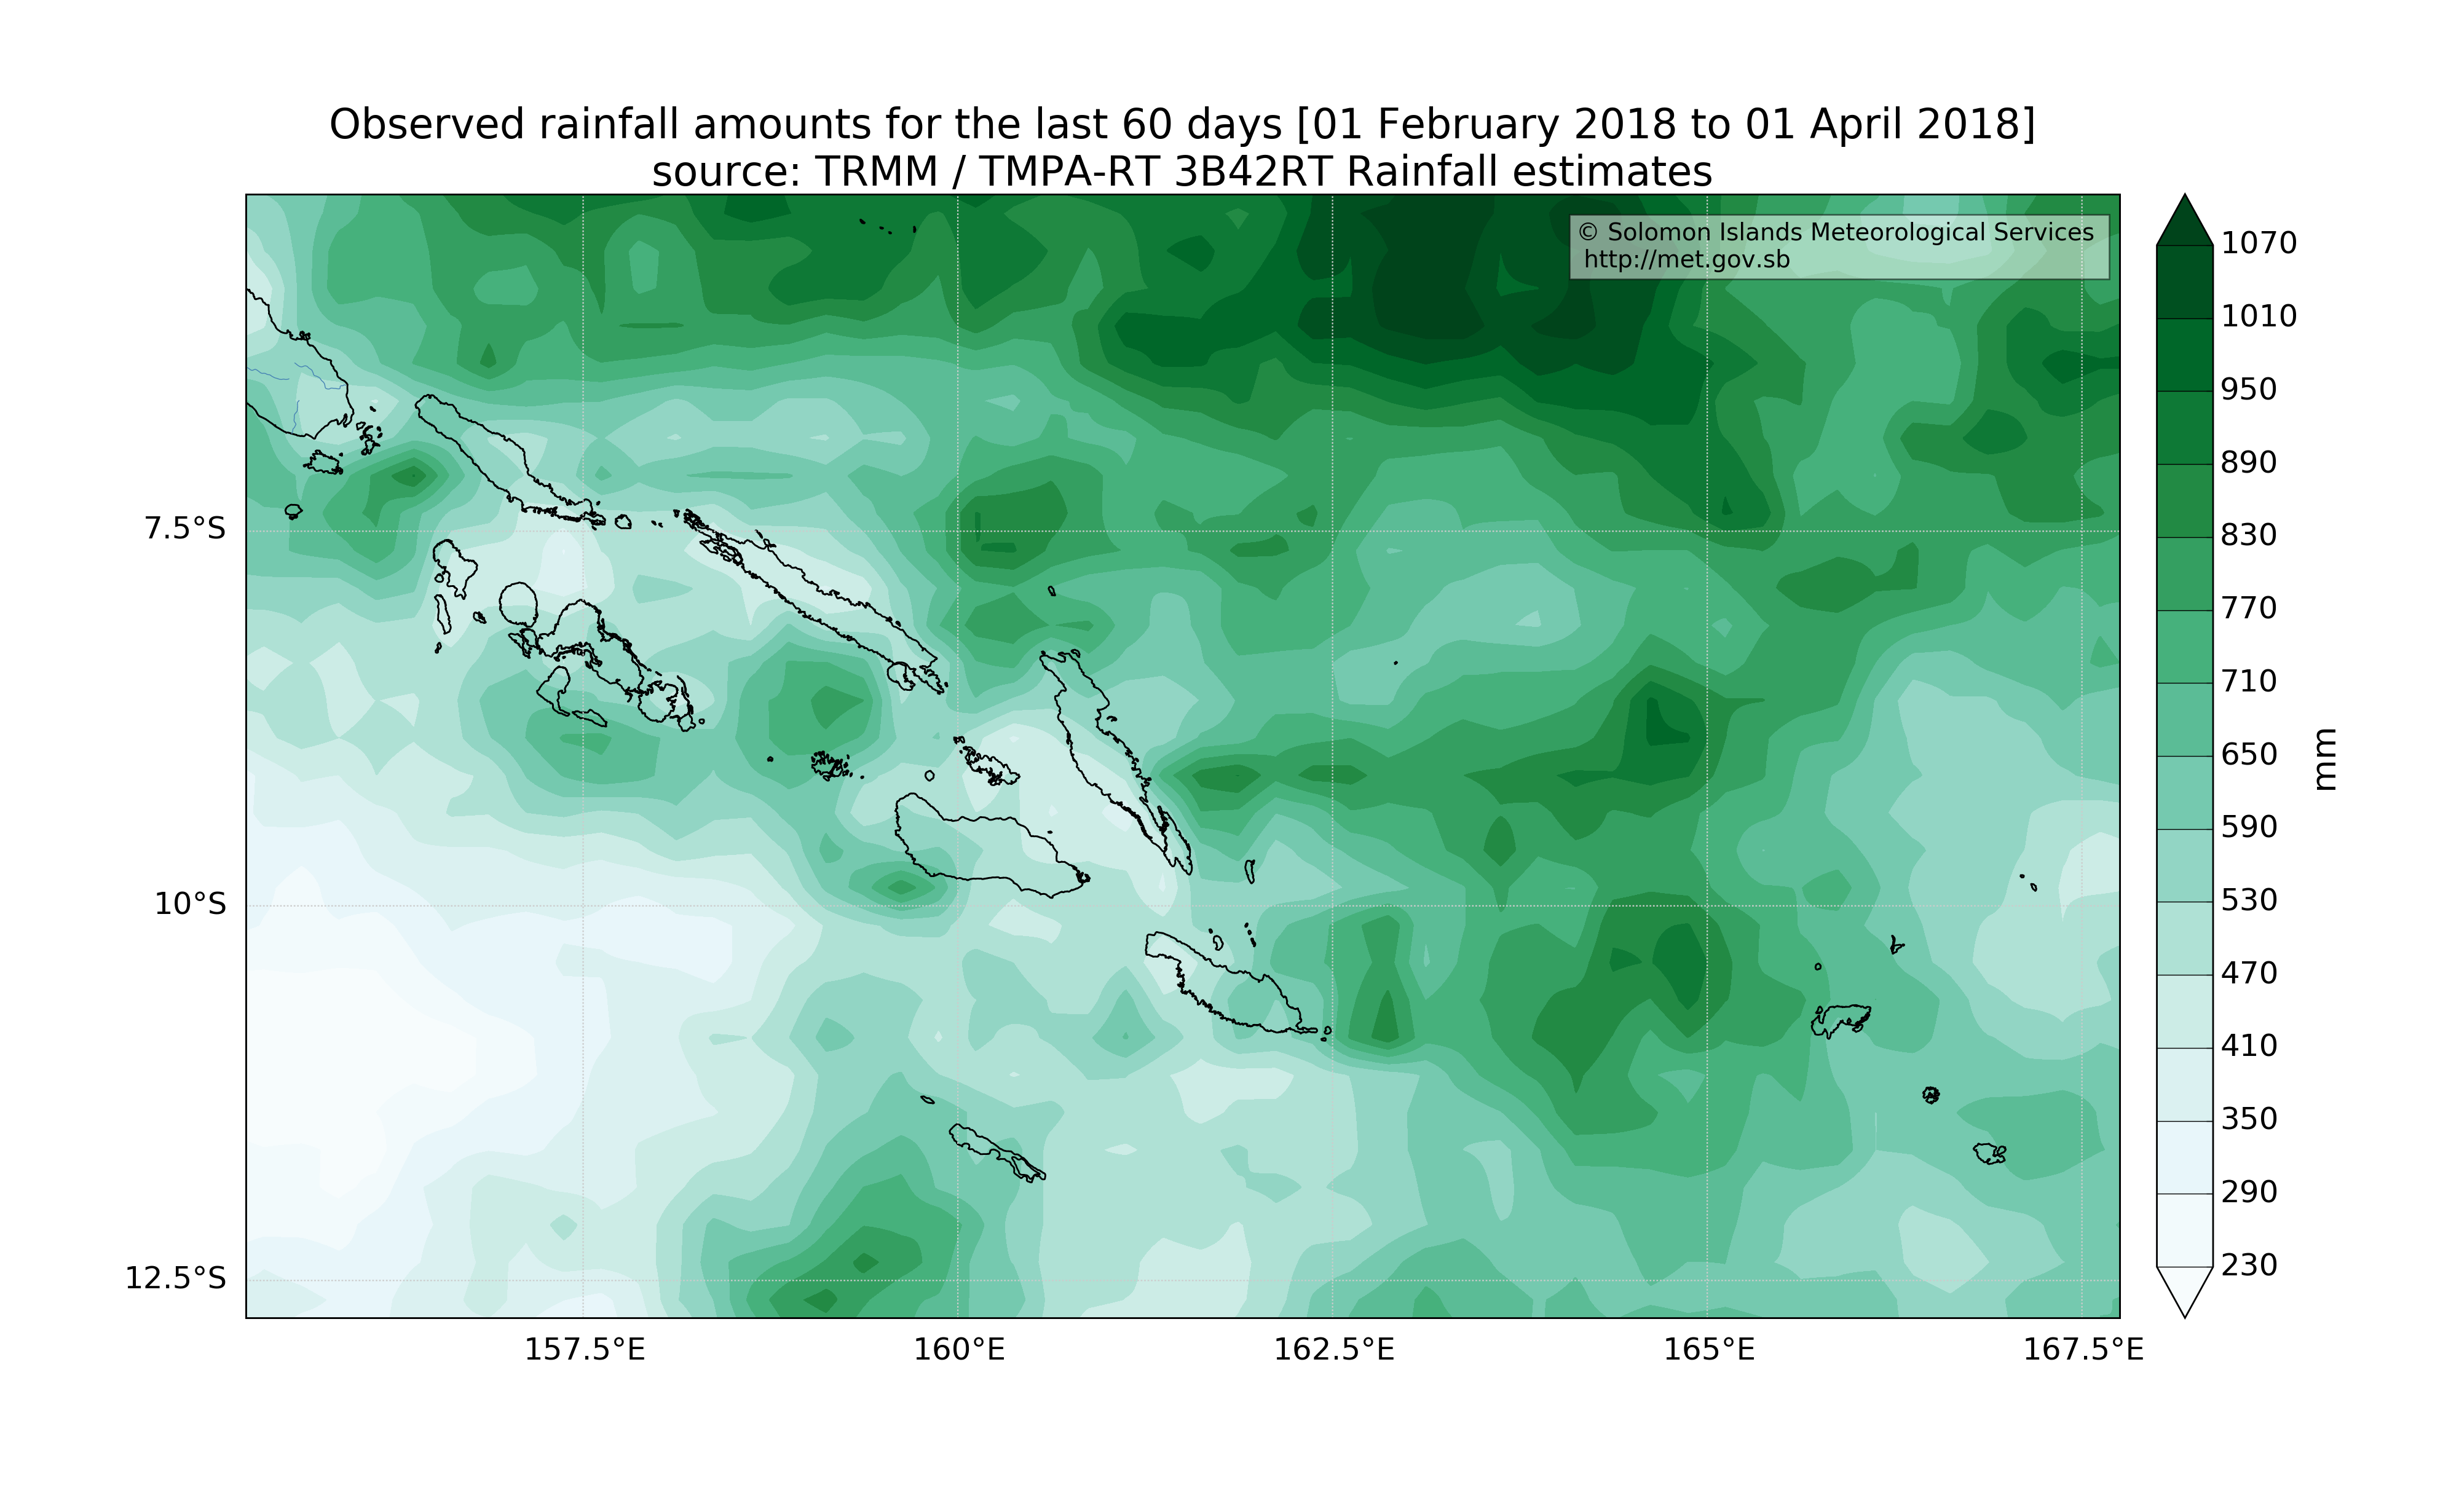 Observed rainfall amounts for the last 60 days [01 February 2018 to 01 April 2018]
source: TRMM / TMPA-RT 3B42RT Rainfall estimates
© Solomon Islands Meteorological Services
http://met.gov.sb
1070
1010
950
890
830
770
710
650
590
530
470
410
350
290
230
mm
7.5°S
10°S
12.5°S
157.5°E
160°E
162.5°E
165°E
167.5°E